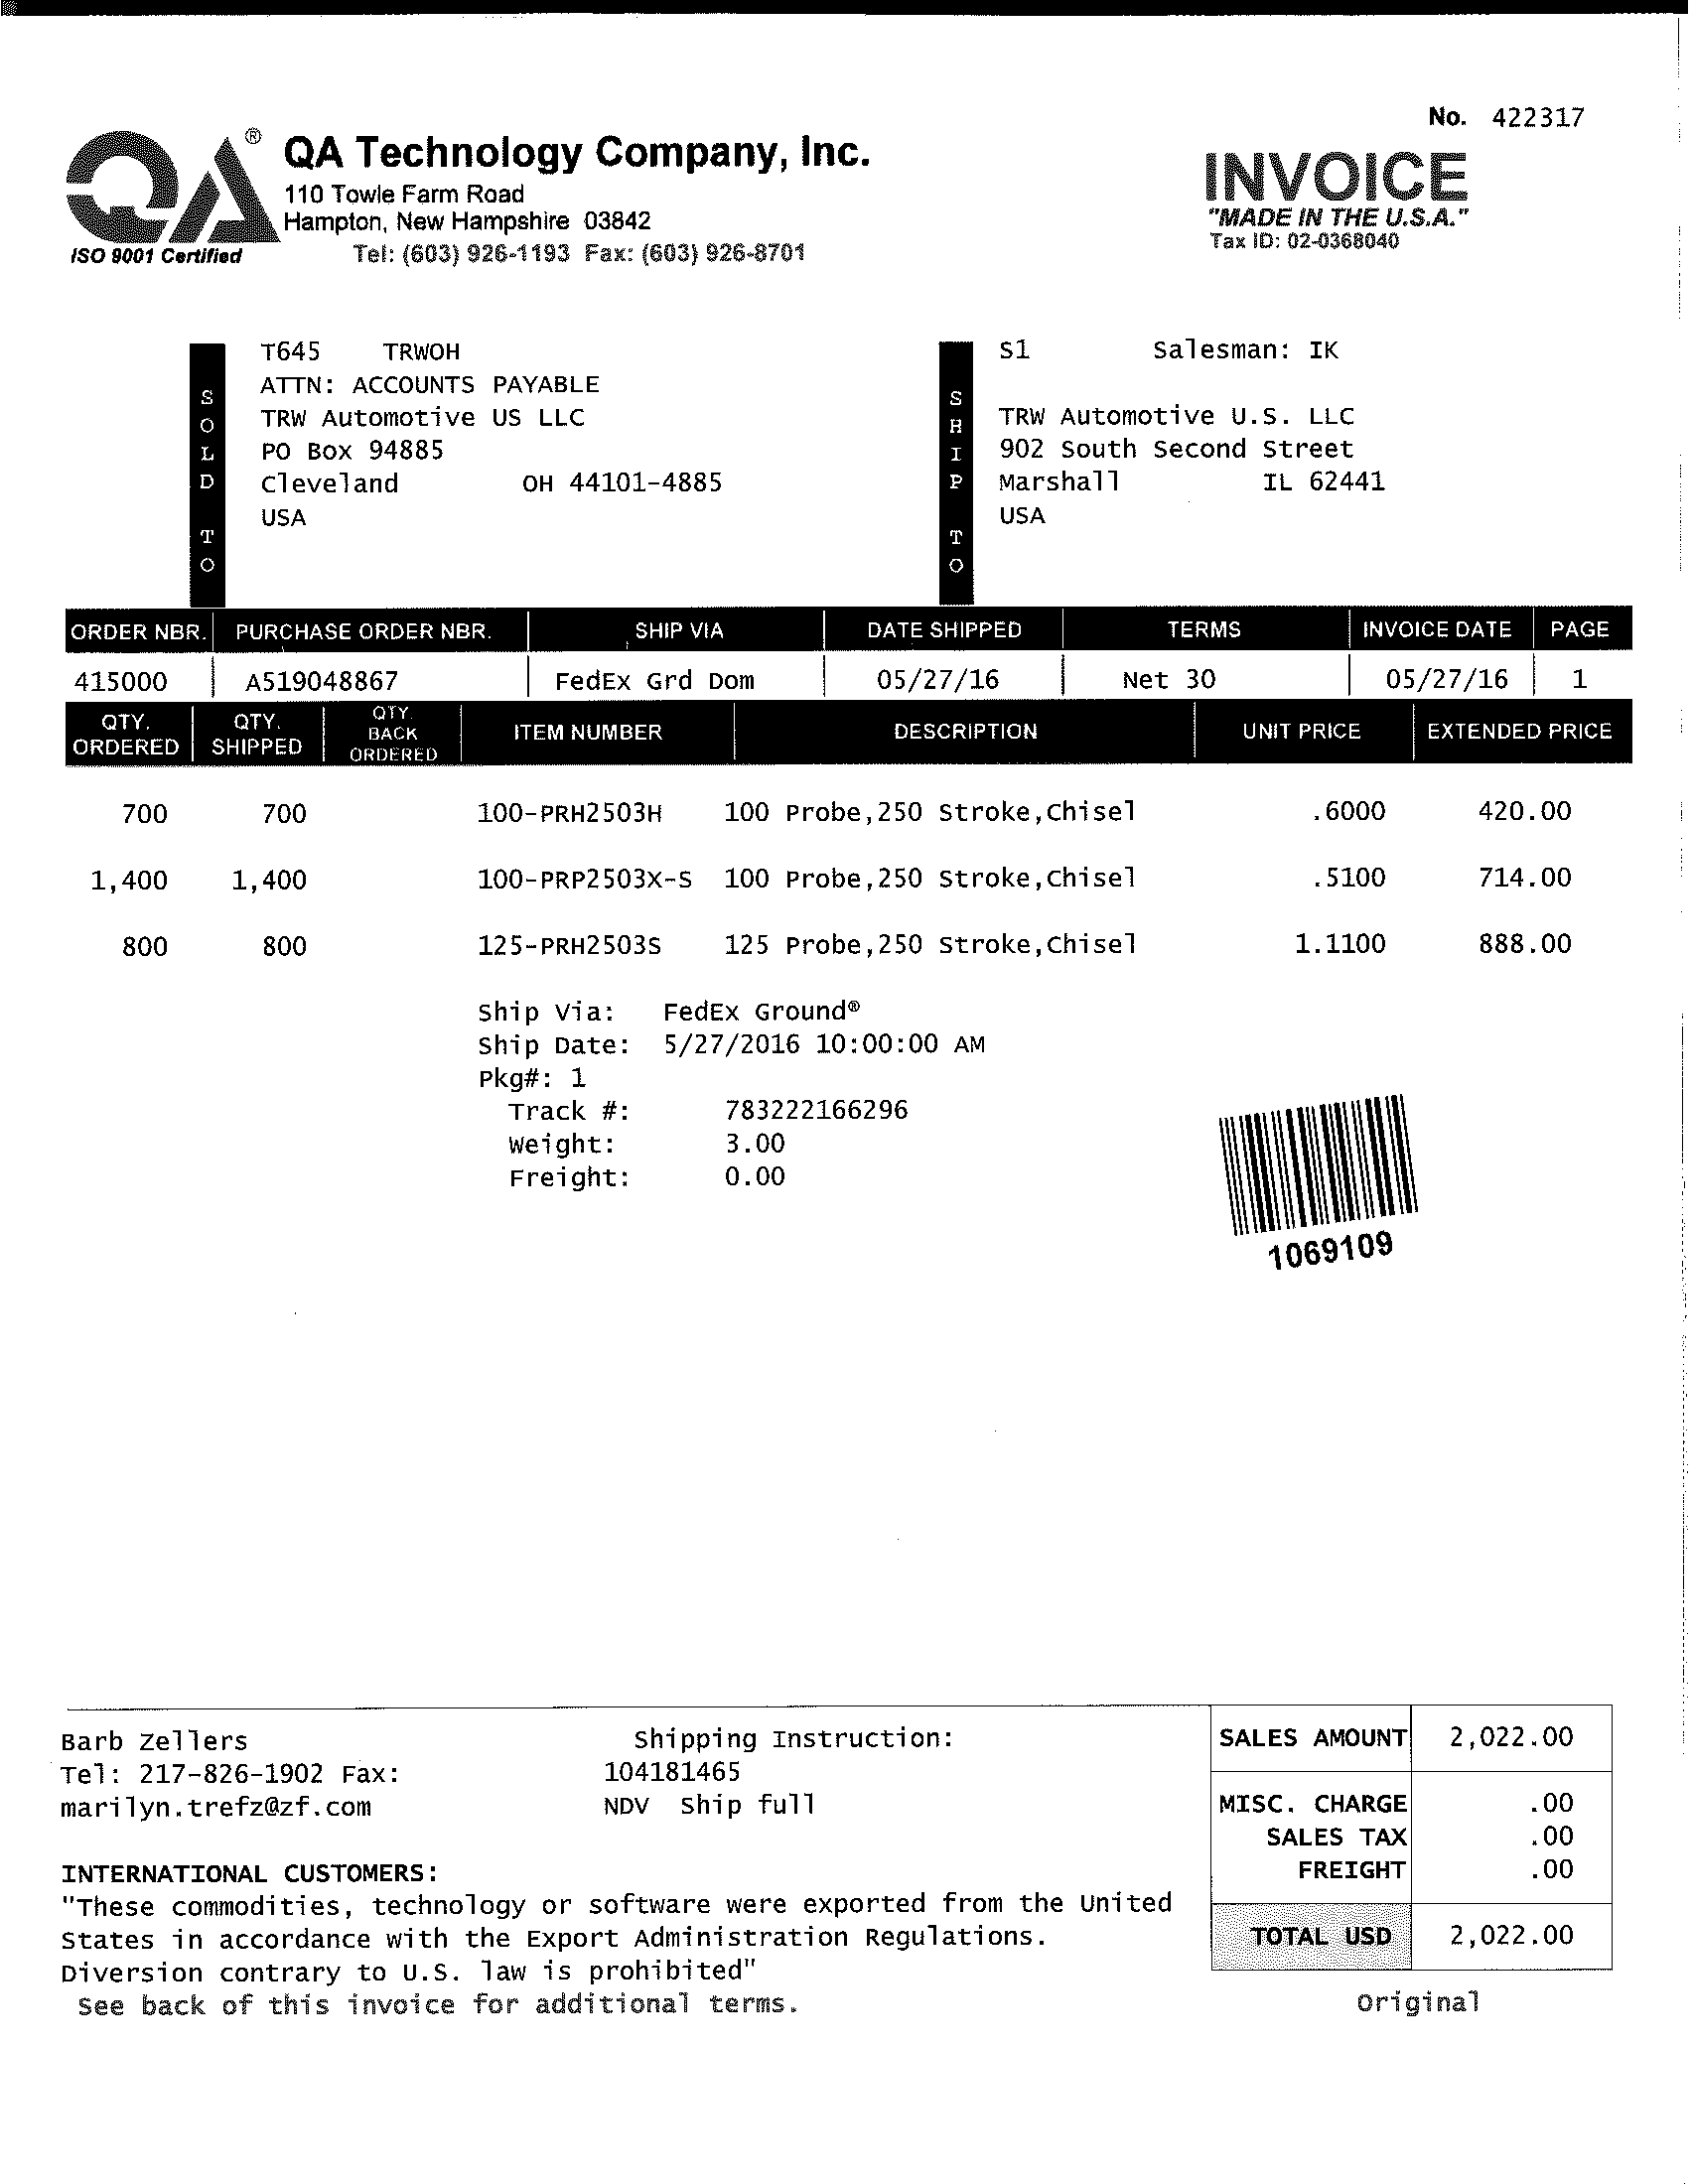 No. 422317
QA®
QA Technology Company, Inc.
110 Towle Farm Road
Hampton, New Hampshire 03842
ISO 9001 Certified
Tel: (603) 926-1193 Fax: (603) 926-8701
INVOICE
"MADE IN THE U.S.A."
Tax ID: 02-0368040
SOLD TO
T645 TRWOH
ATTN: ACCOUNTS PAYABLE
TRW Automotive US LLC
PO Box 94885
Cleveland OH 44101-4885
USA
SHIP TO
S1 Salesman: IK
TRW Automotive U.S. LLC
902 South Second Street
Marshall IL 62441
USA
ORDER NBR. PURCHASE ORDER NBR. SHIP VIA DATE SHIPPED TERMS INVOICE DATE PAGE
415000 A519048867 FedEx Grd Dom 05/27/16 Net 30 05/27/16 1
QTY. ORDERED QTY. SHIPPED QTY. BACK ORDERED ITEM NUMBER DESCRIPTION UNIT PRICE EXTENDED PRICE
700 700 100-PRH2503H 100 Probe,250 Stroke,Chisel .6000 420.00
1,400 1,400 100-PRP2503X-S 100 Probe,250 Stroke,Chisel .5100 714.00
800 800 125-PRH2503S 125 Probe,250 Stroke,Chisel 1.1100 888.00
Ship Via: FedEx Ground®
Ship Date: 5/27/2016 10:00:00 AM
Pkg#: 1
Track #: 783222166296
Weight: 3.00
Freight: 0.00
1069109
Barb Zellers
Tel: 217-826-1902 Fax:
marilyn.trefz@zf.com
Shipping Instruction:
104181465
NDV Ship full
SALES AMOUNT 2,022.00
MISC. CHARGE .00
SALES TAX .00
FREIGHT .00
TOTAL USD 2,022.00
INTERNATIONAL CUSTOMERS:
"These commodities, technology or software were exported from the United
States in accordance with the Export Administration Regulations.
Diversion contrary to U.S. law is prohibited"
See back of this invoice for additional terms.
Original